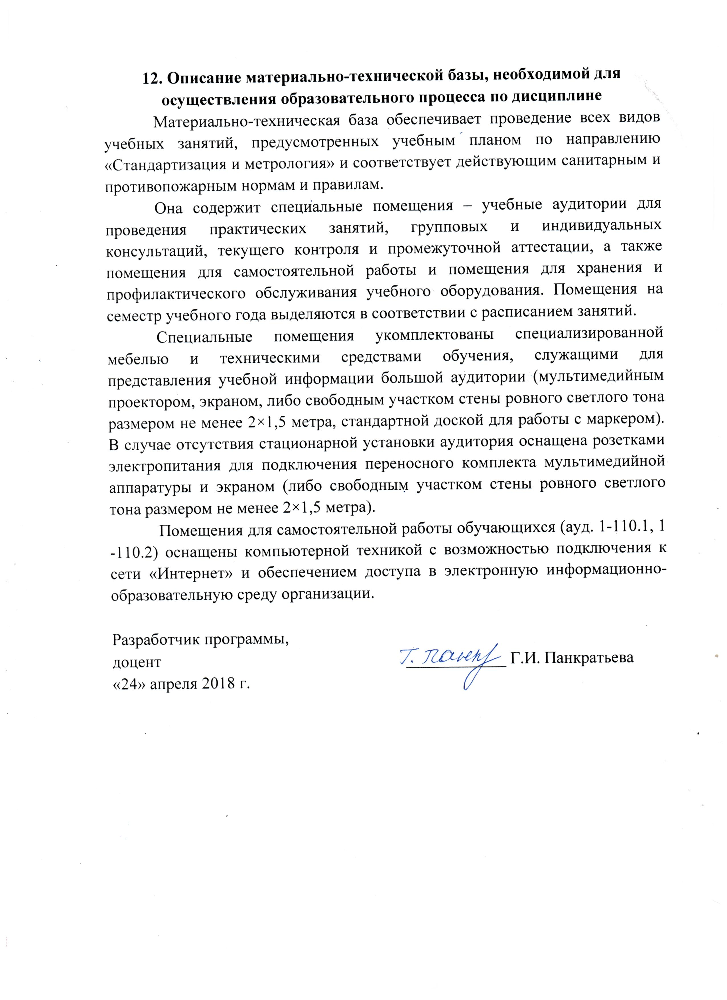 12. Описание материально-технической базы, необходимой для
осуществления образовательного процесса по дисциплине
Материально-техническая база обеспечивает проведение всех видов
учебных занятий, предусмотренных учебным планом по направлению
«Стандартизация и метрология» и соответствует действующим санитарным и
противопожарным нормам и правилам.
Она содержит специальные помещения – учебные аудитории для
проведения практических занятий, групповых и индивидуальных
консультаций, текущего контроля и промежуточной аттестации, а также
помещения для самостоятельной работы и помещения для хранения и
профилактического обслуживания учебного оборудования. Помещения на
семестр учебного года выделяются в соответствии с расписанием занятий.
Специальные помещения укомплектованы специализированной
мебелью и техническими средствами обучения, служащими для
представления учебной информации большой аудитории (мультимедийным
проектором, экраном, либо свободным участком стены ровного светлого тона
размером не менее 2×1,5 метра, стандартной доской для работы с маркером).
В случае отсутствия стационарной установки аудитория оснащена розетками
электропитания для подключения переносного комплекта мультимедийной
аппаратуры и экраном (либо свободным участком стены ровного светлого
тона размером не менее 2×1,5 метра).
Помещения для самостоятельной работы обучающихся (ауд. 1-110.1, 1
-110.2) оснащены компьютерной техникой с возможностью подключения к
сети «Интернет» и обеспечением доступа в электронную информационно-
образовательную среду организации.
Разработчик программы,
доцент Г. Панкр Г.И. Панкратьева
«24» апреля 2018 г.